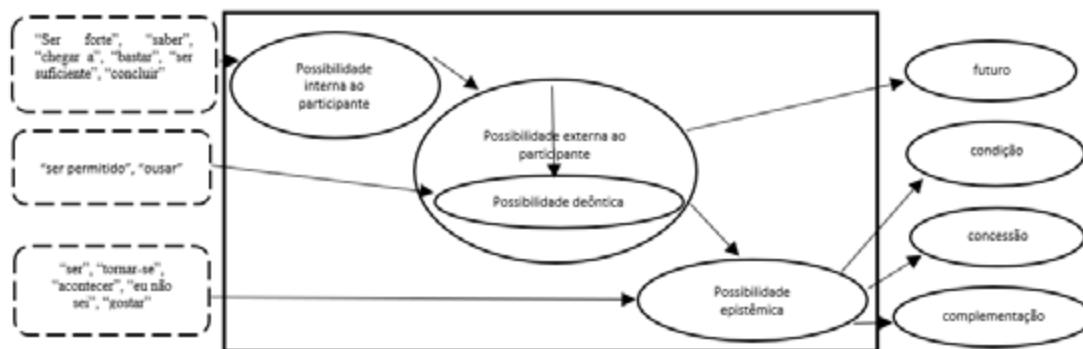 “Ser forte”, “saber”,
“chegar a”, “bastar”, “ser
suficiente”, “concluir”
Possibilidade
interna ao
participante
Possibilidade externa ao
participante
Possibilidade deôntica
“ser permitido”, “ousar”
“ser”, “tornar-se”,
“acontecer”, “eu não
sei”, “gostar”
Possibilidade
epistêmica
futuro
condição
concessão
complementação